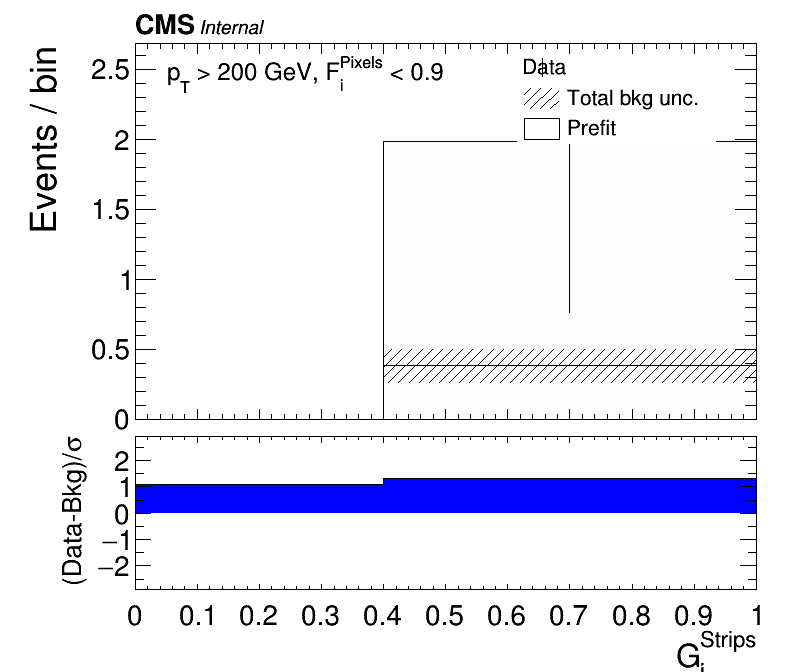 CMS Internal
Events / bin
p_T > 200 GeV, F_i^Pixels < 0.9
Data
Total bkg unc.
Prefit
2.5
2
1.5
1
0.5
0
(Data-Bkg)/σ
2
1
0
−1
−2
0 0.1 0.2 0.3 0.4 0.5 0.6 0.7 0.8 0.9 1
G_i^Strips